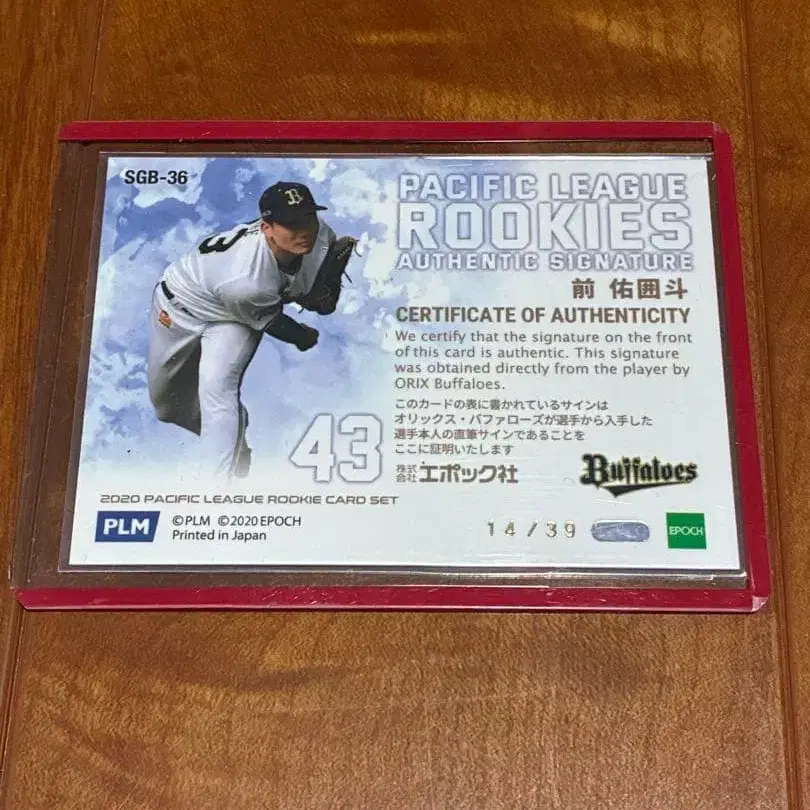 SGB-36
PACIFIC LEAGUE
ROOKIES
AUTHENTIC SIGNATURE
前 佑囲斗
CERTIFICATE OF AUTHENTICITY
We certify that the signature on the front
of this card is authentic. This signature
was obtained directly from the player by
ORIX Buffaloes.
このカードの表に書かれているサインは
オリックス・バファローズが選手から入手した
選手本人の直筆サインであることを
ここに証明いたします
43
株式会社エポック社
Buffaloes
2020 PACIFIC LEAGUE ROOKIE CARD SET
PLM
©PLM ©2020 EPOCH
Printed in Japan
14/39
EPOCH